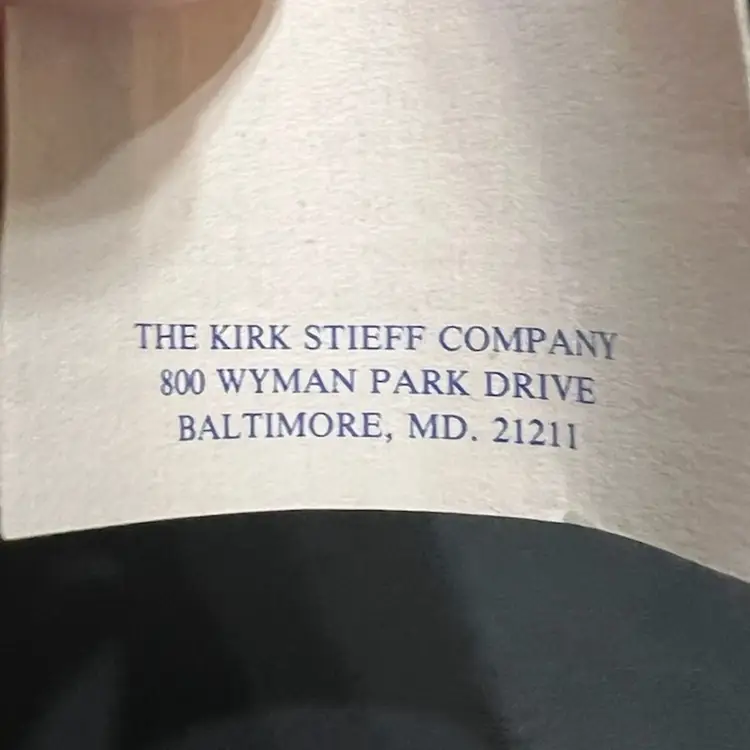 THE KIRK STIEFF COMPANY
800 WYMAN PARK DRIVE
BALTIMORE, MD. 21211